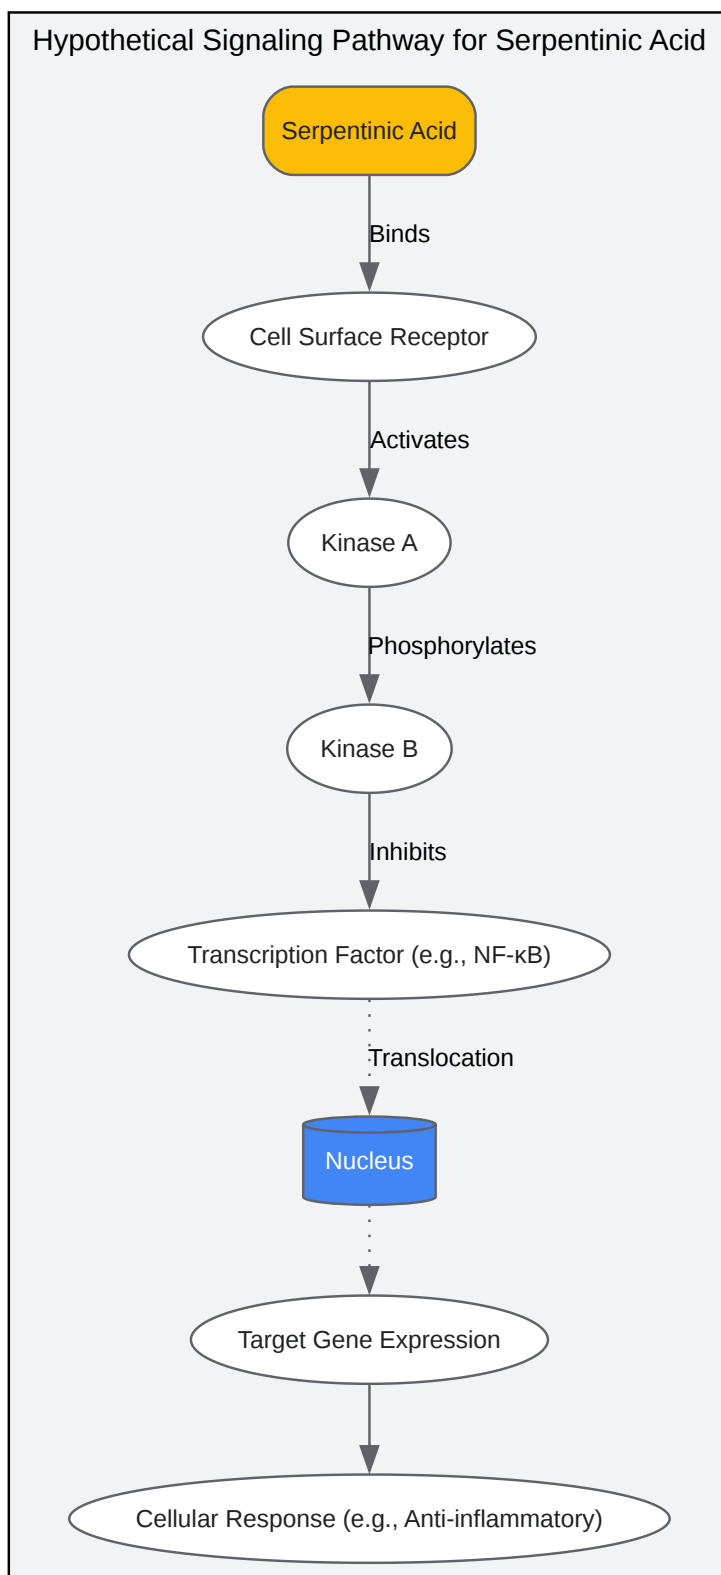 Hypothetical Signaling Pathway for Serpentinic Acid
Serpentinic Acid
Binds
Cell Surface Receptor
Activates
Kinase A
Phosphorylates
Kinase B
Inhibits
Transcription Factor (e.g., NF-κB)
Translocation
Nucleus
Target Gene Expression
Cellular Response (e.g., Anti-inflammatory)